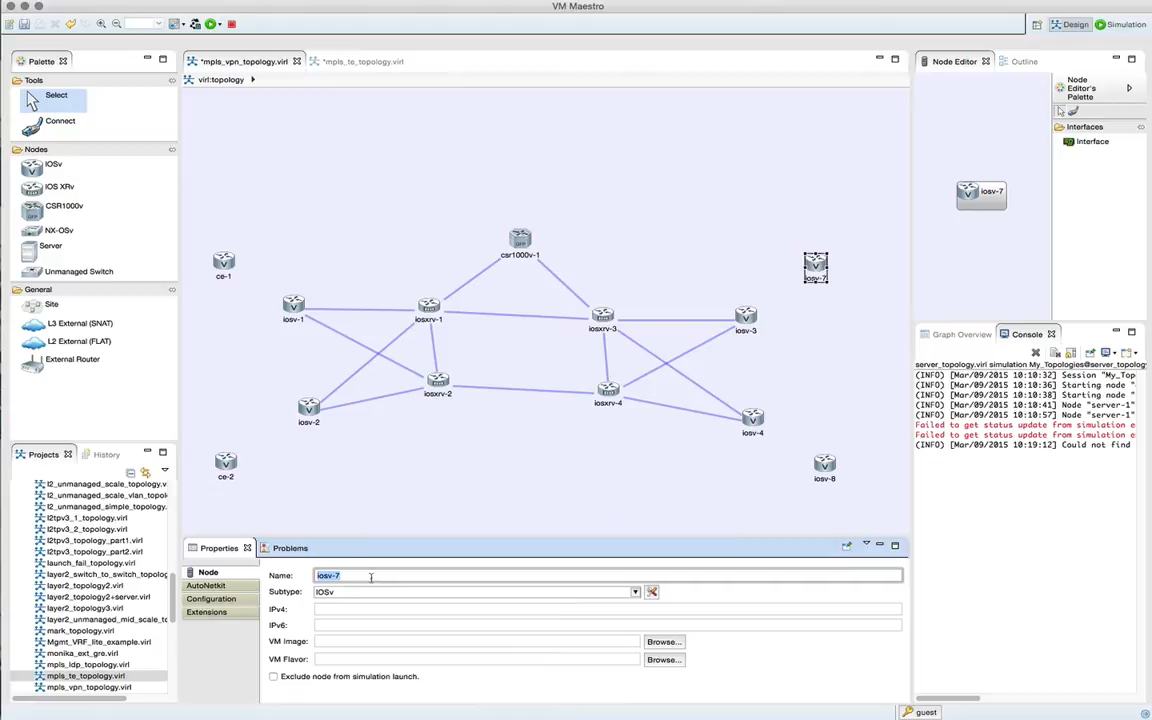 VM Maestro
Design
Simulation
Palette
Tools
Select
Connect
Nodes
IOSv
IOS XRv
CSR1000v
NX-OSv
Server
Unmanaged Switch
General
Site
L3 External (SNAT)
L2 External (FLAT)
External Router
Projects
History
l2_unmanaged_scale_topology.v
l2_unmanaged_scale_vlan_topol
l2_unmanaged_simple_topology.
l2tpv3_1_topology.virl
l2tpv3_2_topology.virl
l2tpv3_topology_part1.virl
l2tpv3_topology_part2.virl
launch_fail_topology.virl
layer2_switch_to_switch_topolog
layer2_topology2.virl
layer2_topology2+server.virl
layer2_topology3.virl
layer2_unmanaged_mid_scale_to
mark_topology.virl
Mgmt_VRF_lite_example.virl
monika_ext_gre.virl
mpls_ldp_topology.virl
mpls_te_topology.virl
mpls_vpn_topology.virl
*mpls_vpn_topology.virl
*mpls_te_topology.virl
virl:topology
csr1000v-1
ce-1
iosv-7
iosv-1
iosxrv-1
iosxrv-3
iosv-3
iosxrv-2
iosxrv-4
iosv-2
iosv-4
ce-2
iosv-8
Properties
Problems
Node
AutoNetkit
Configuration
Extensions
Name:
iosv-7
Subtype:
IOSv
IPv4:
IPv6:
VM Image:
Browse...
VM Flavor:
Browse...
Exclude node from simulation launch.
Node Editor
Outline
Node
Editor's
Palette
Interfaces
Interface
iosv-7
Graph Overview
Console
server_topology.virl simulation My_Topologies@server_topol
(INFO) [Mar/09/2015 10:10:32] Session "My_Top
(INFO) [Mar/09/2015 10:10:36] Starting node "
(INFO) [Mar/09/2015 10:10:38] Starting node "
(INFO) [Mar/09/2015 10:10:41] Node "server-1"
(INFO) [Mar/09/2015 10:10:57] Node "server-1"
Failed to get status update from simulation e
Failed to get status update from simulation e
(INFO) [Mar/09/2015 10:19:12] Could not find
guest